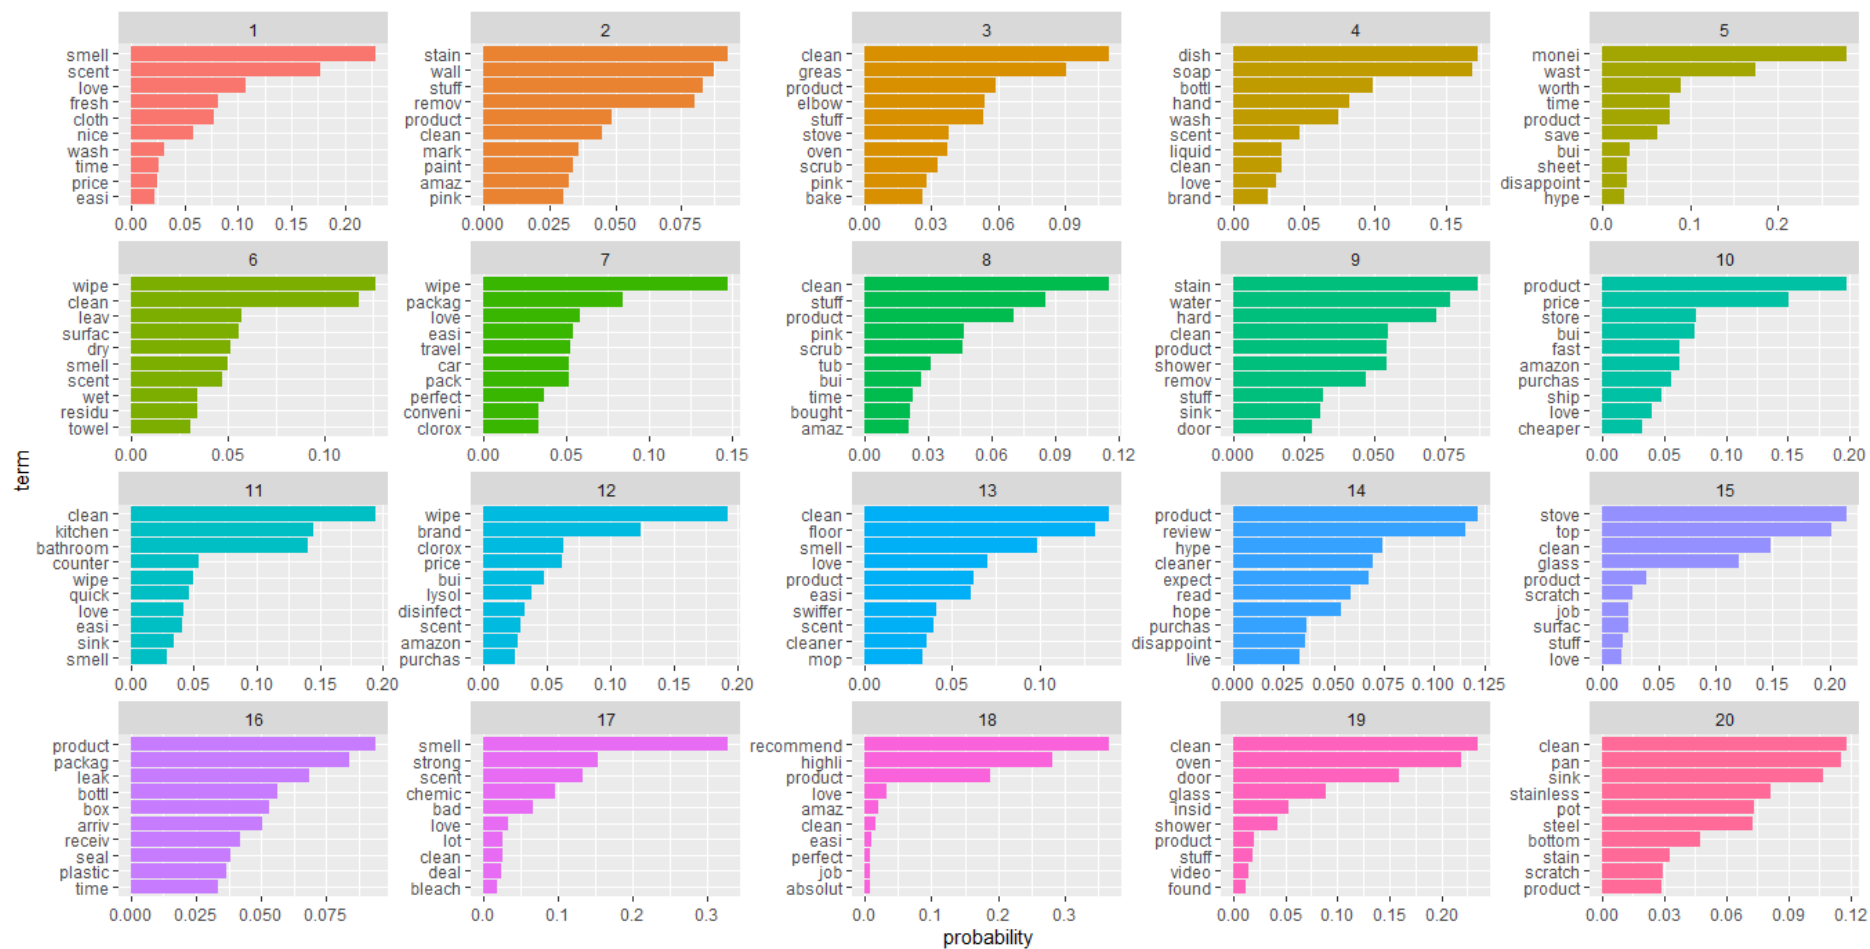 1
smell
scent
love
fresh
cloth
nice
wash
time
price
easi
0.00 0.05 0.10 0.15 0.20
2
stain
wall
stuff
remov
product
clean
mark
paint
amaz
pink
0.000 0.025 0.050 0.075
3
clean
greas
product
elbow
stuff
stove
oven
scrub
pink
bake
0.00 0.03 0.06 0.09
4
dish
soap
bottl
hand
wash
scent
liquid
clean
love
brand
0.00 0.05 0.10 0.15
5
monei
wast
worth
time
product
save
bui
sheet
disappoint
hype
0.0 0.1 0.2
6
wipe
clean
leav
surfac
dry
smell
scent
wet
residu
towel
0.00 0.05 0.10
7
wipe
packag
love
easi
travel
car
pack
perfect
conveni
clorox
0.00 0.05 0.10 0.15
8
clean
stuff
product
pink
scrub
tub
bui
time
bought
amaz
0.00 0.03 0.06 0.09 0.12
9
stain
water
hard
clean
product
shower
remov
stuff
sink
door
0.000 0.025 0.050 0.075
10
product
price
store
bui
fast
amazon
purchas
ship
love
cheaper
0.00 0.05 0.10 0.15 0.20
term
11
clean
kitchen
bathroom
counter
wipe
quick
love
easi
sink
smell
0.00 0.05 0.10 0.15 0.20
12
wipe
brand
clorox
price
bui
lysol
disinfect
scent
amazon
purchas
0.00 0.05 0.10 0.15 0.20
13
clean
floor
smell
love
product
easi
swiffer
scent
cleaner
mop
0.00 0.05 0.10
14
product
review
hype
cleaner
expect
read
hope
purchas
disappoint
live
0.000 0.025 0.050 0.075 0.100 0.125
15
stove
top
clean
glass
product
scratch
job
surfac
stuff
love
0.00 0.05 0.10 0.15 0.20
16
product
packag
leak
bottl
box
arriv
receiv
seal
plastic
time
0.000 0.025 0.050 0.075
17
smell
strong
scent
chemic
bad
love
lot
clean
deal
bleach
0.0 0.1 0.2 0.3
18
recommend
highli
product
love
amaz
clean
easi
perfect
job
absolut
0.0 0.1 0.2 0.3
19
clean
oven
door
glass
insid
shower
product
stuff
video
found
0.00 0.05 0.10 0.15 0.20
20
clean
pan
sink
stainless
pot
steel
bottom
stain
scratch
product
0.00 0.03 0.06 0.09 0.12
probability